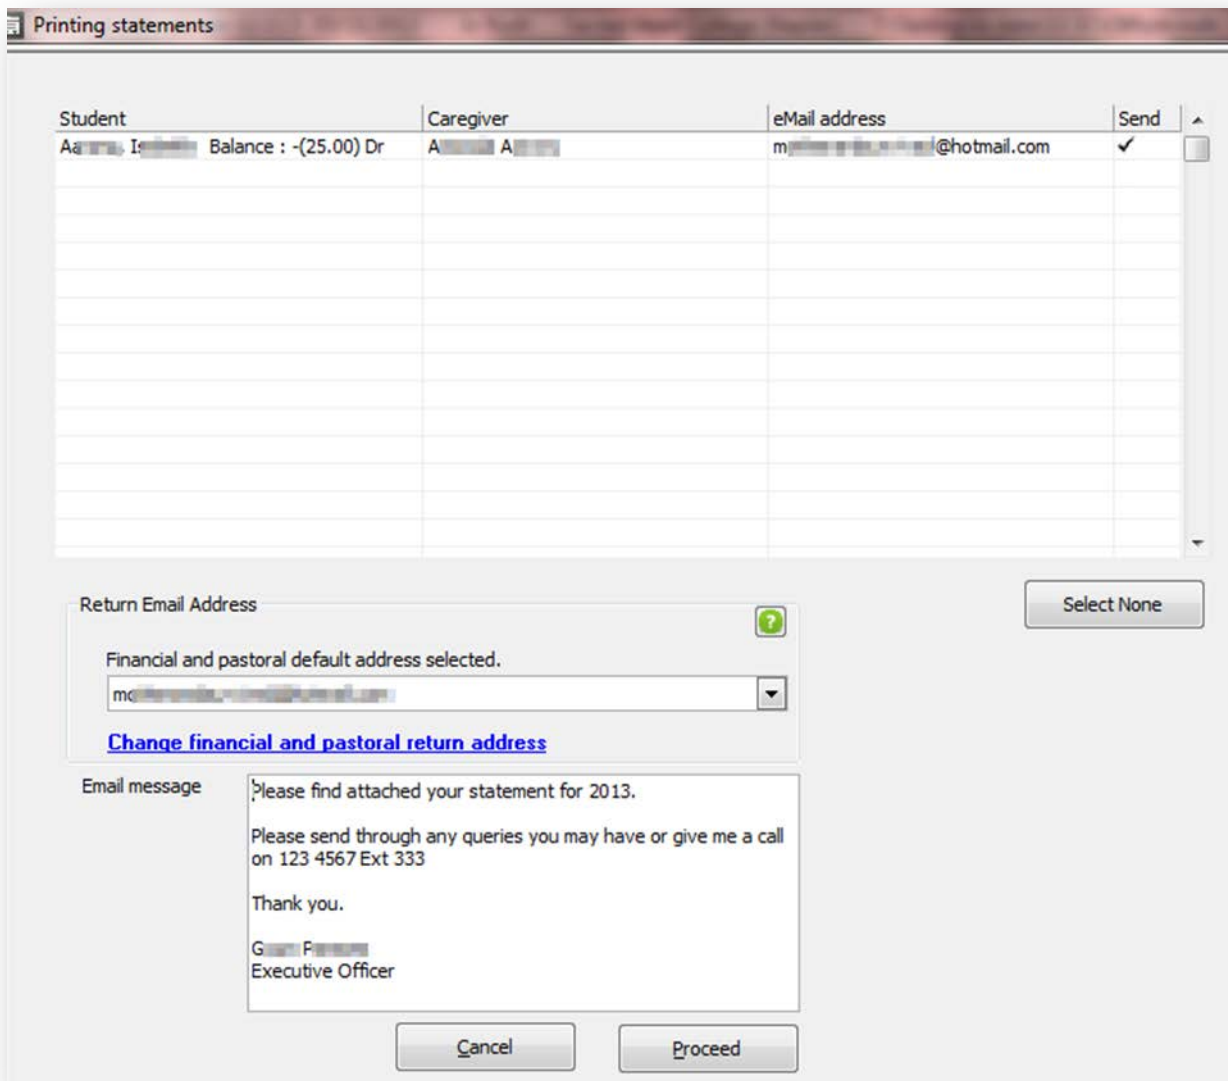 Printing statements
Student Caregiver eMail address Send
Balance : -(25.00) Dr @hotmail.com ✓
Select None
Return Email Address
?
Financial and pastoral default address selected.
Change financial and pastoral return address
Email message
Please find attached your statement for 2013.
Please send through any queries you may have or give me a call
on 123 4567 Ext 333
Thank you.
Executive Officer
Cancel Proceed